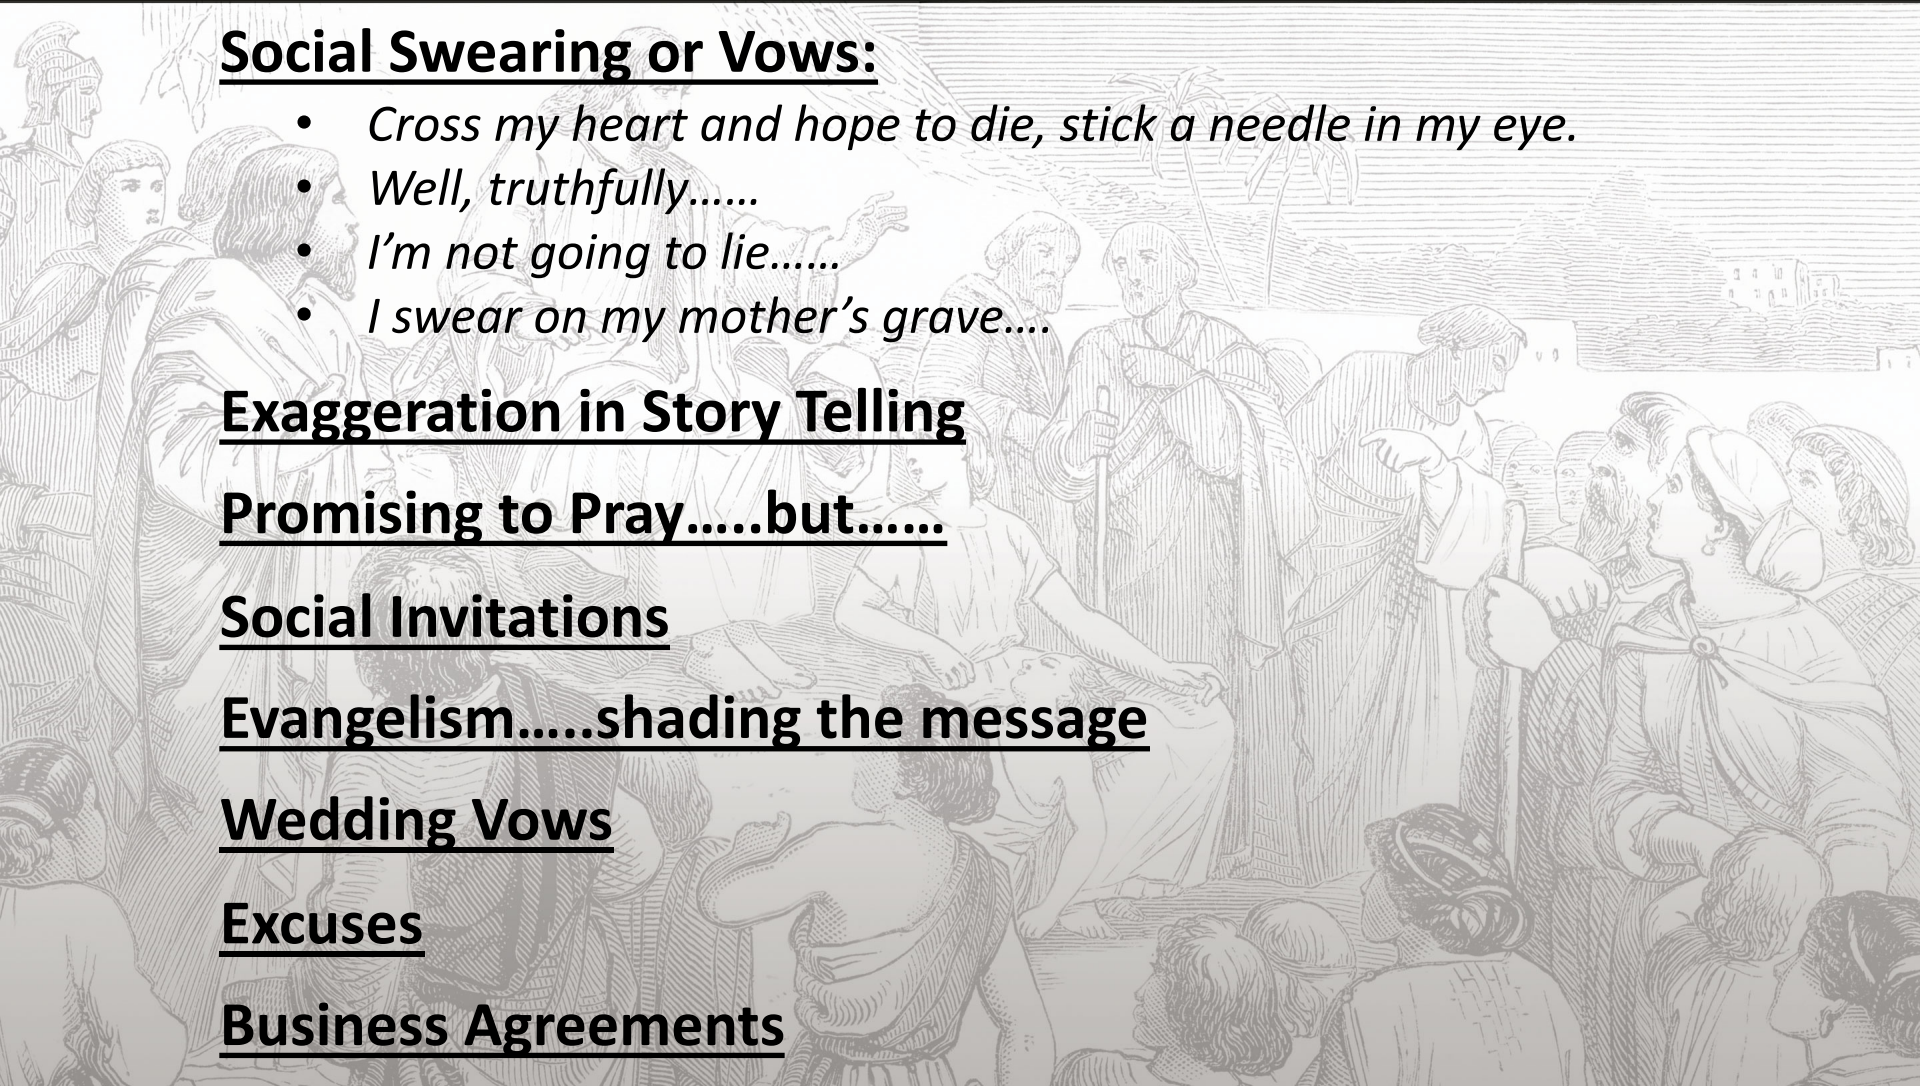 Social Swearing or Vows:
• Cross my heart and hope to die, stick a needle in my eye.
• Well, truthfully……
• I’m not going to lie……
• I swear on my mother’s grave….
Exaggeration in Story Telling
Promising to Pray…..but……
Social Invitations
Evangelism…..shading the message
Wedding Vows
Excuses
Business Agreements